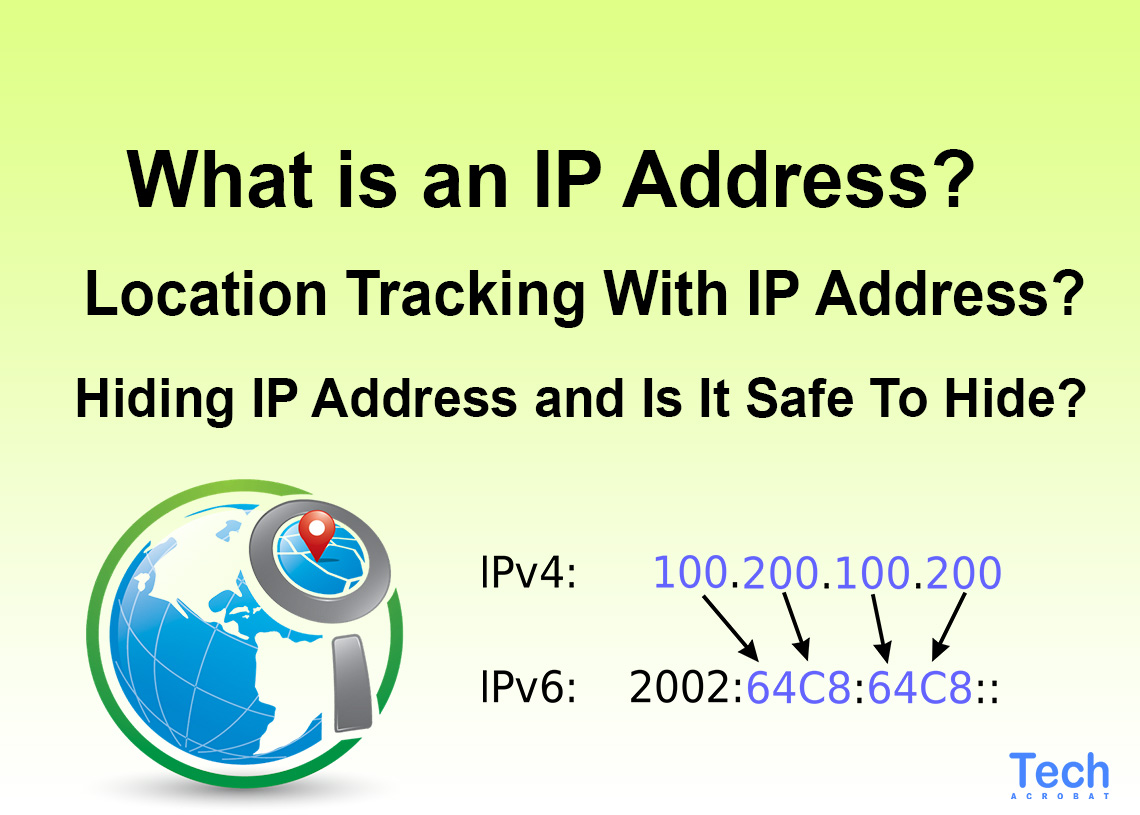 What is an IP Address?
Location Tracking With IP Address?
Hiding IP Address and Is It Safe To Hide?
IPv4: 100.200.100.200
IPv6: 2002:64C8:64C8::
Tech
ACROBAT